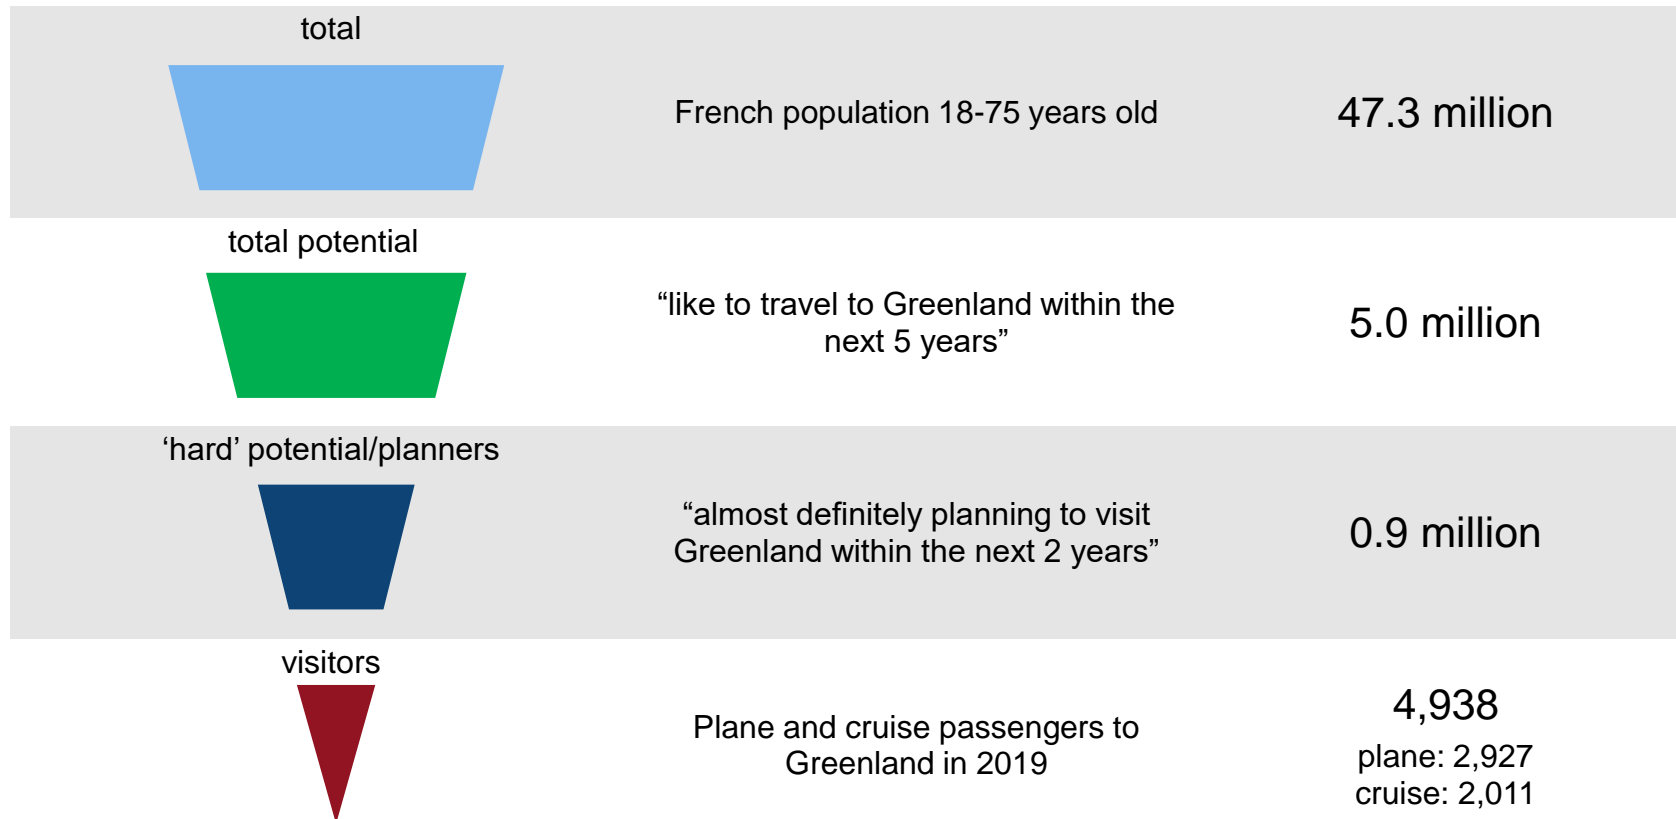 total
French population 18-75 years old
47.3 million
total potential
“like to travel to Greenland within the
next 5 years”
5.0 million
‘hard’ potential/planners
“almost definitely planning to visit
Greenland within the next 2 years”
0.9 million
visitors
Plane and cruise passengers to
Greenland in 2019
4,938
plane: 2,927
cruise: 2,011